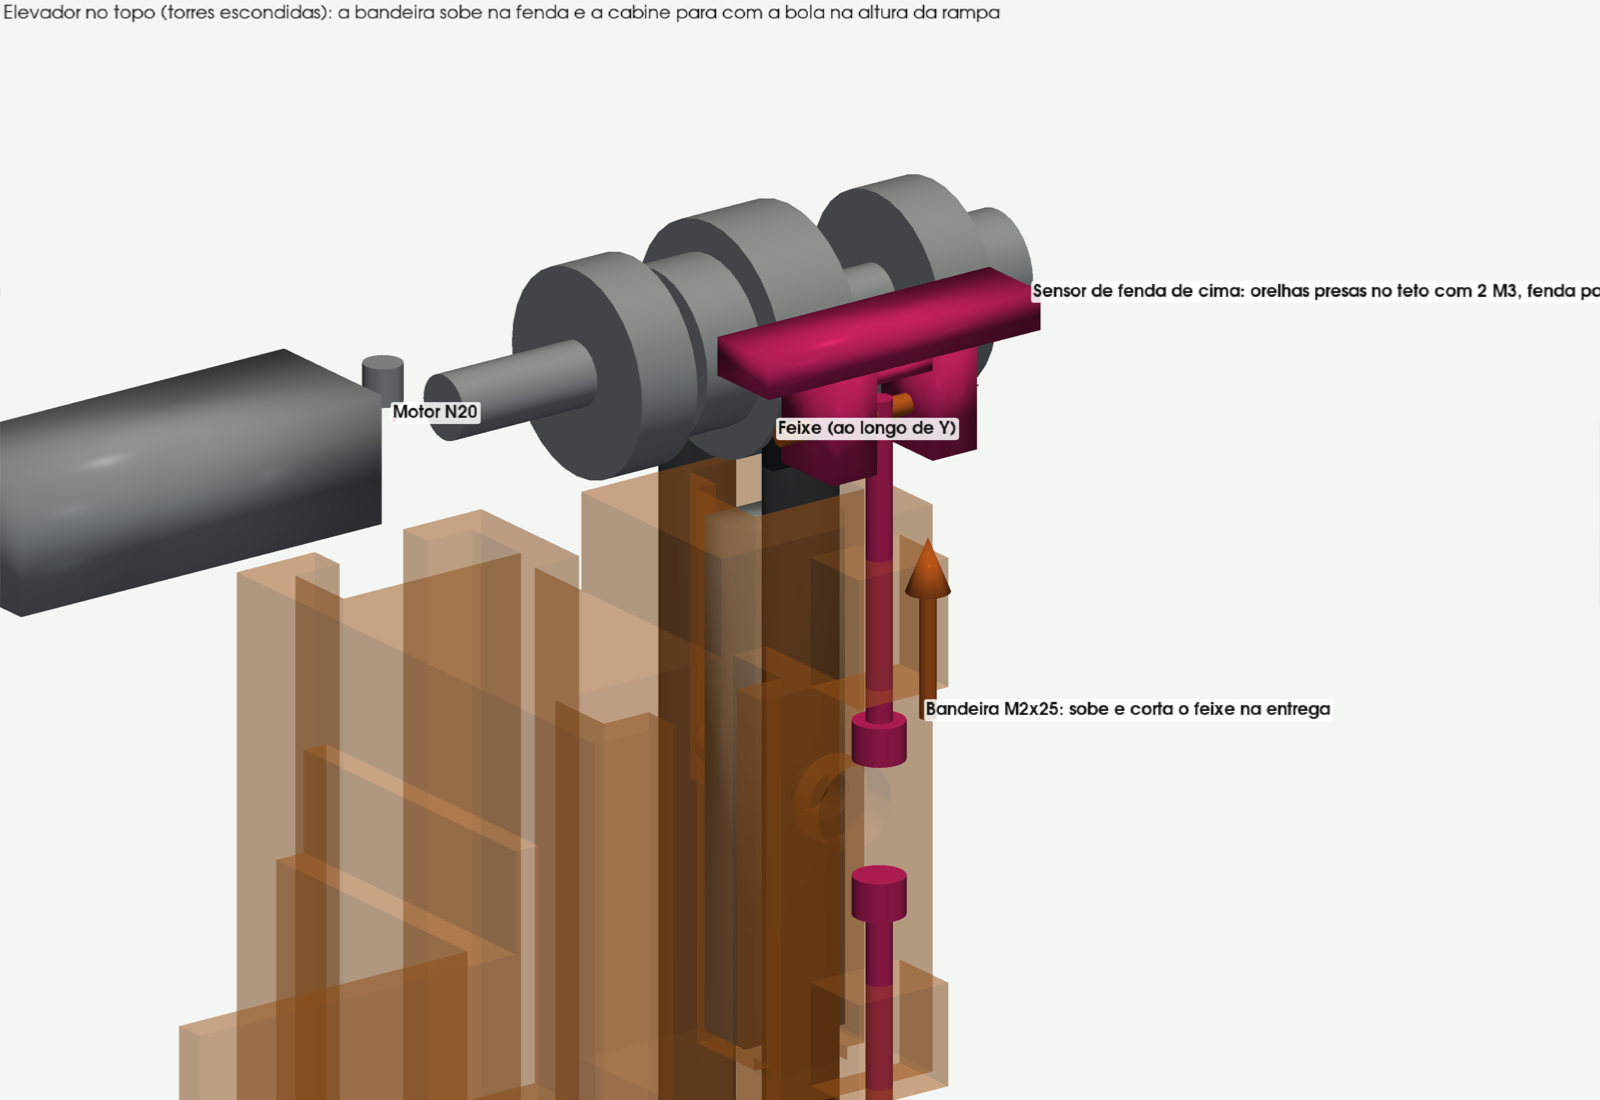 Elevador no topo (torres escondidas): a bandeira sobe na fenda e a cabine para com a bola na altura da rampa
Sensor de fenda de cima: orelhas presas no teto com 2 M3, fenda
Motor N20
Feixe (ao longo de Y)
Bandeira M2x25: sobe e corta o feixe na entrega